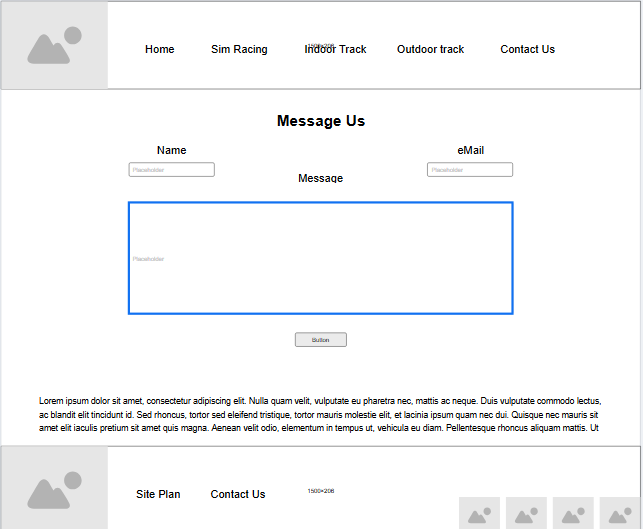 Home Sim Racing Indoor Track Outdoor track Contact Us
1500×208
Message Us
Name eMail
Placeholder Placeholder
Message
Placeholder
Button
Lorem ipsum dolor sit amet, consectetur adipiscing elit. Nulla quam velit, vulputate eu pharetra nec, mattis ac neque. Duis vulputate commodo lectus,
ac blandit elit tincidunt id. Sed rhoncus, tortor sed eleifend tristique, tortor mauris molestie elit, et lacinia ipsum quam nec dui. Quisque nec mauris sit
amet elit iaculis pretium sit amet quis magna. Aenean velit odio, elementum in tempus ut, vehicula eu diam. Pellentesque rhoncus aliquam mattis. Ut
Site Plan Contact Us 1500×208